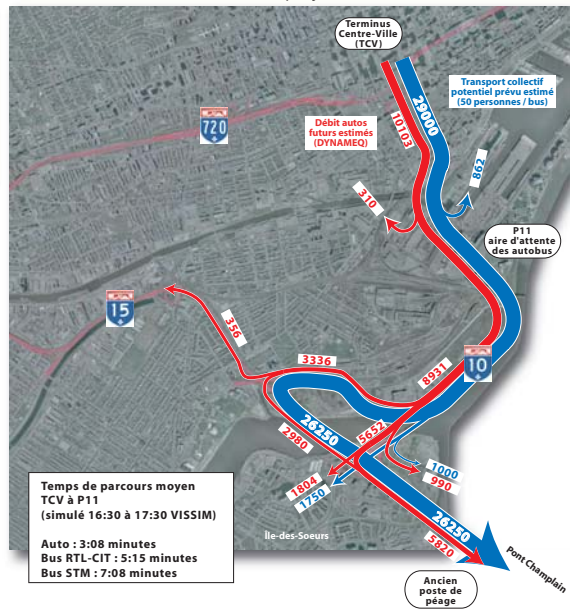 Terminus
Centre-Ville
(TCV)
Transport collectif
potentiel prévu estimé
(50 personnes / bus)
29000
10103
Débit autos
futurs estimés
(DYNAMEQ)
720
862
310
P11
aire d'attente
des autobus
15
356
3336
8931
10
26250
2980
5652
1000
990
1804
1750
Temps de parcours moyen
TCV à P11
(simulé 16:30 à 17:30 VISSIM)
Auto : 3:08 minutes
Bus RTL-CIT : 5:15 minutes
Bus STM : 7:08 minutes
Île-des-Soeurs
26250
5820
Pont Champlain
Ancien
poste de
péage